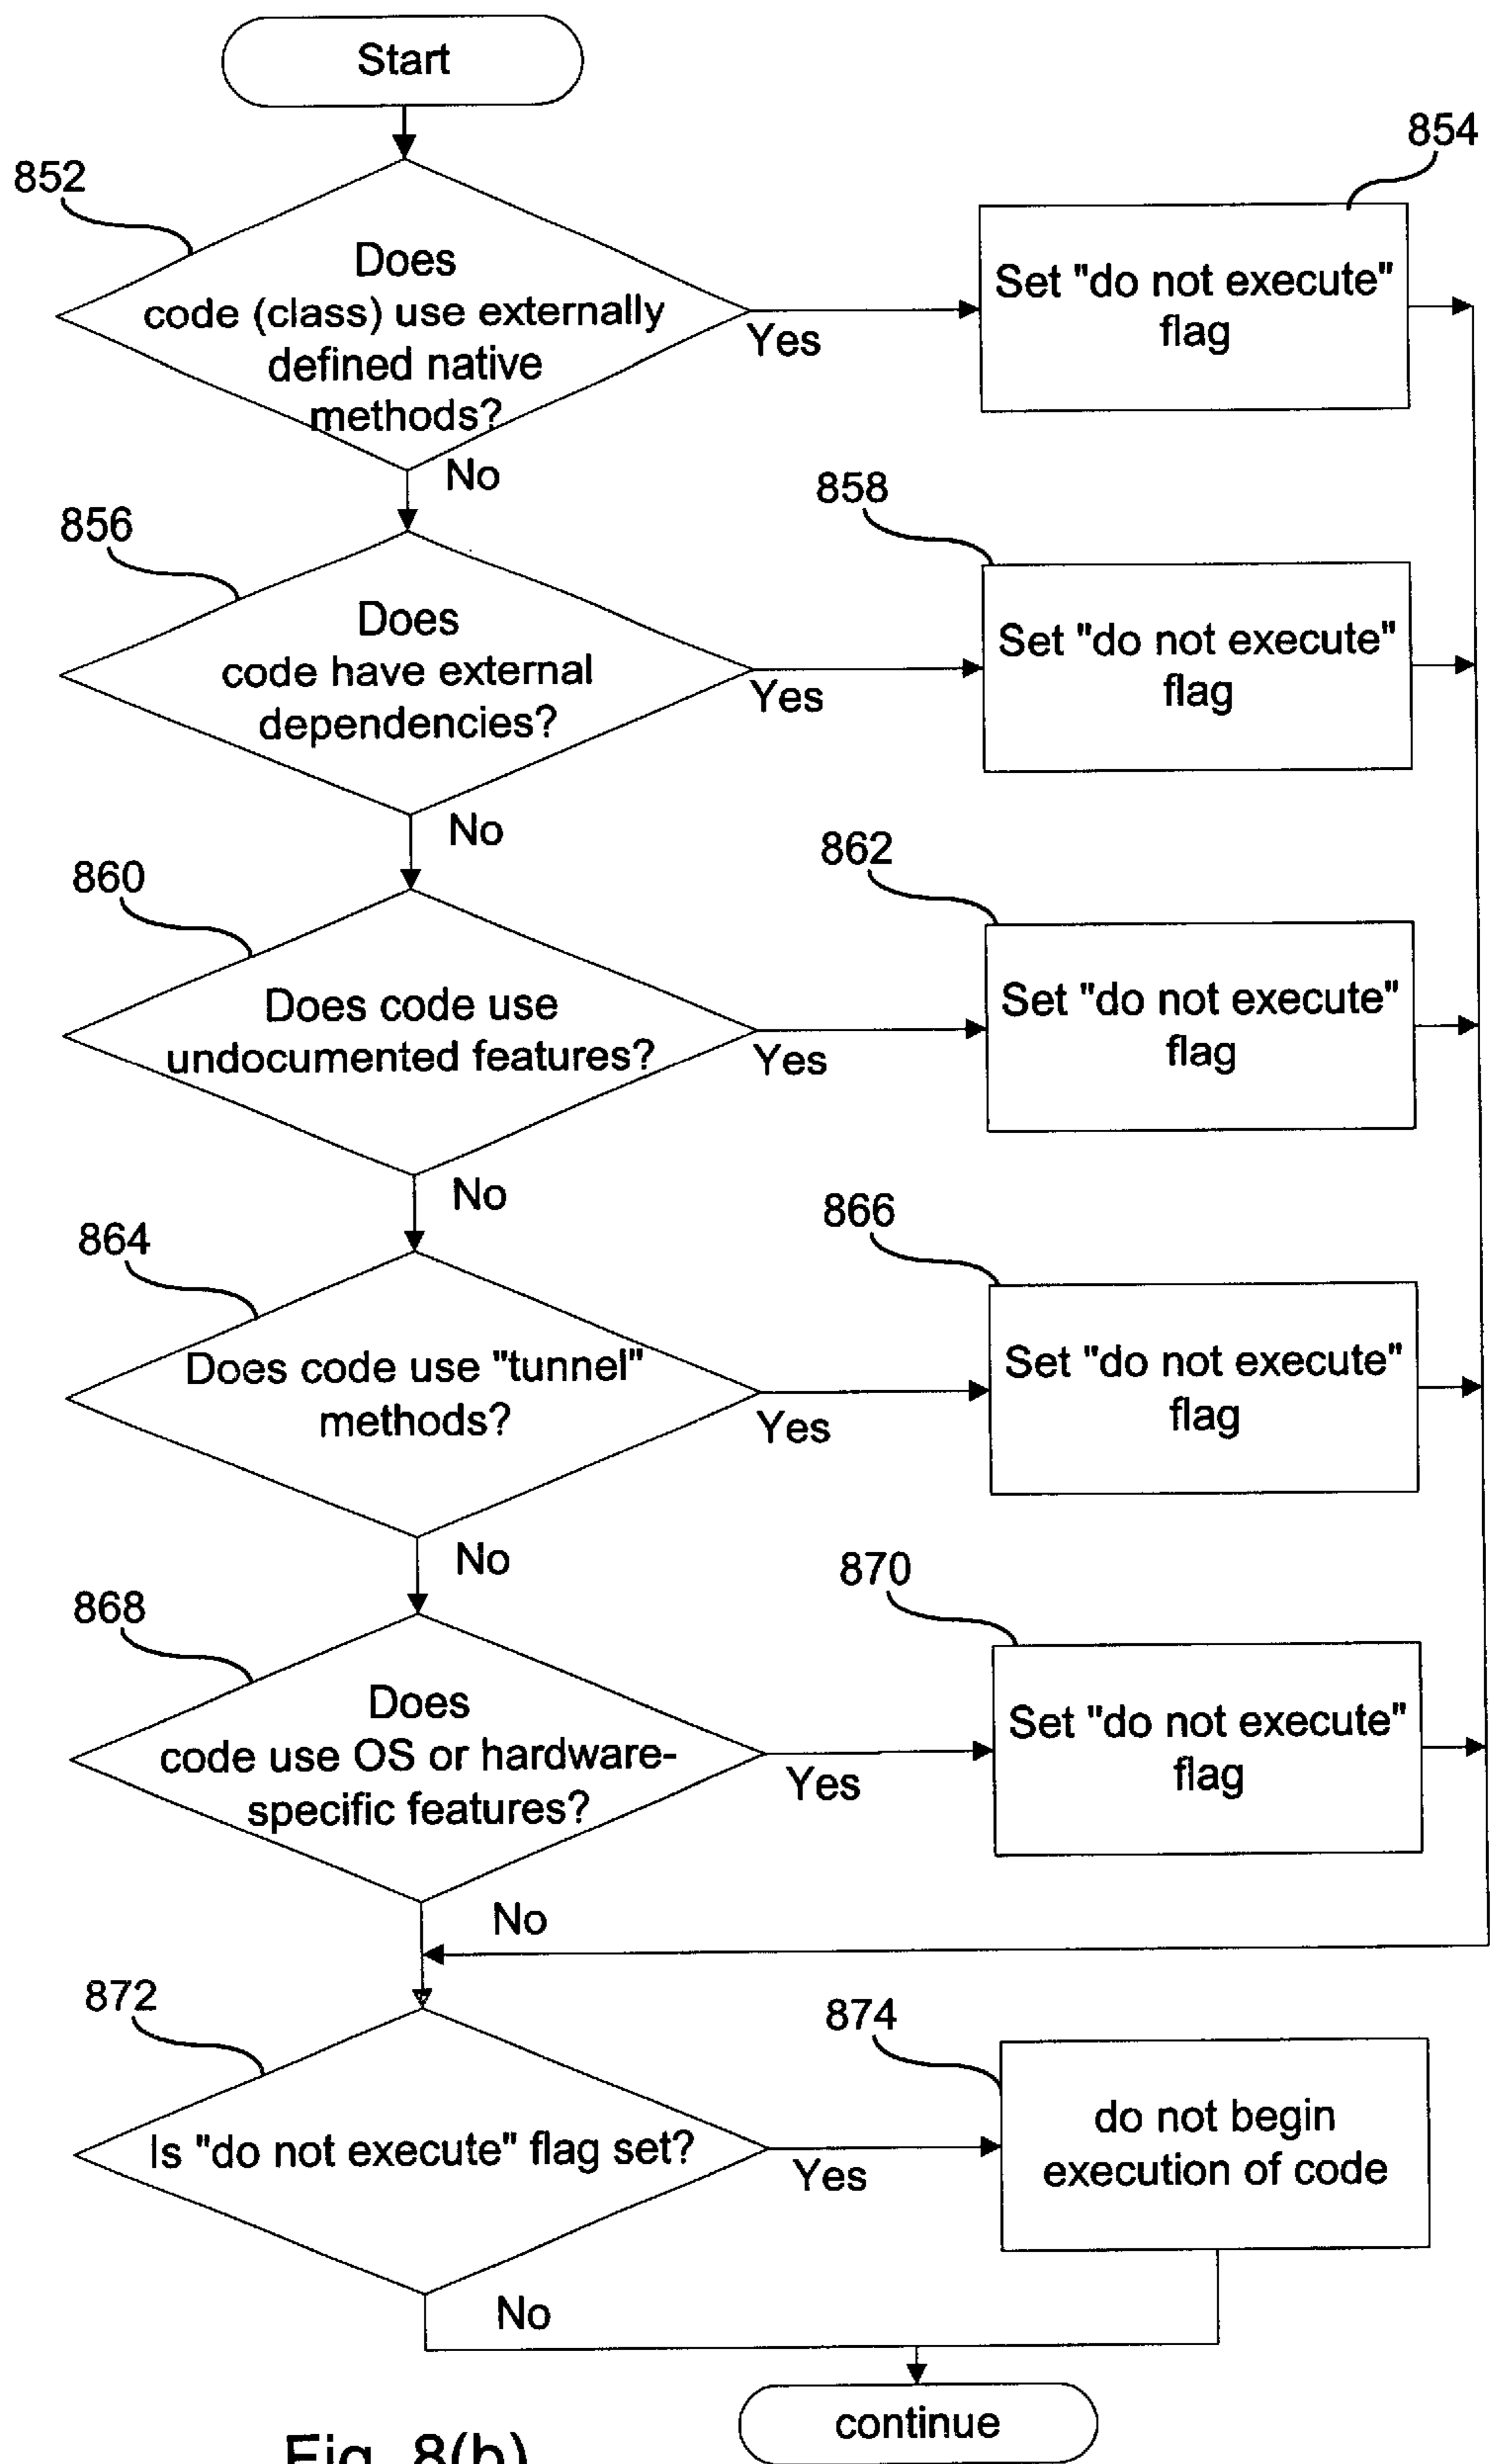 Start
852
Does
code (class) use externally
defined native
methods?
Yes
854
Set "do not execute"
flag
No
856
Does
code have external
dependencies?
Yes
858
Set "do not execute"
flag
No
860
Does code use
undocumented features?
Yes
862
Set "do not execute"
flag
No
864
Does code use "tunnel"
methods?
Yes
866
Set "do not execute"
flag
No
868
Does
code use OS or hardware-
specific features?
Yes
870
Set "do not execute"
flag
No
872
Is "do not execute" flag set?
Yes
874
do not begin
execution of code
No
continue
Fig. 8(b)